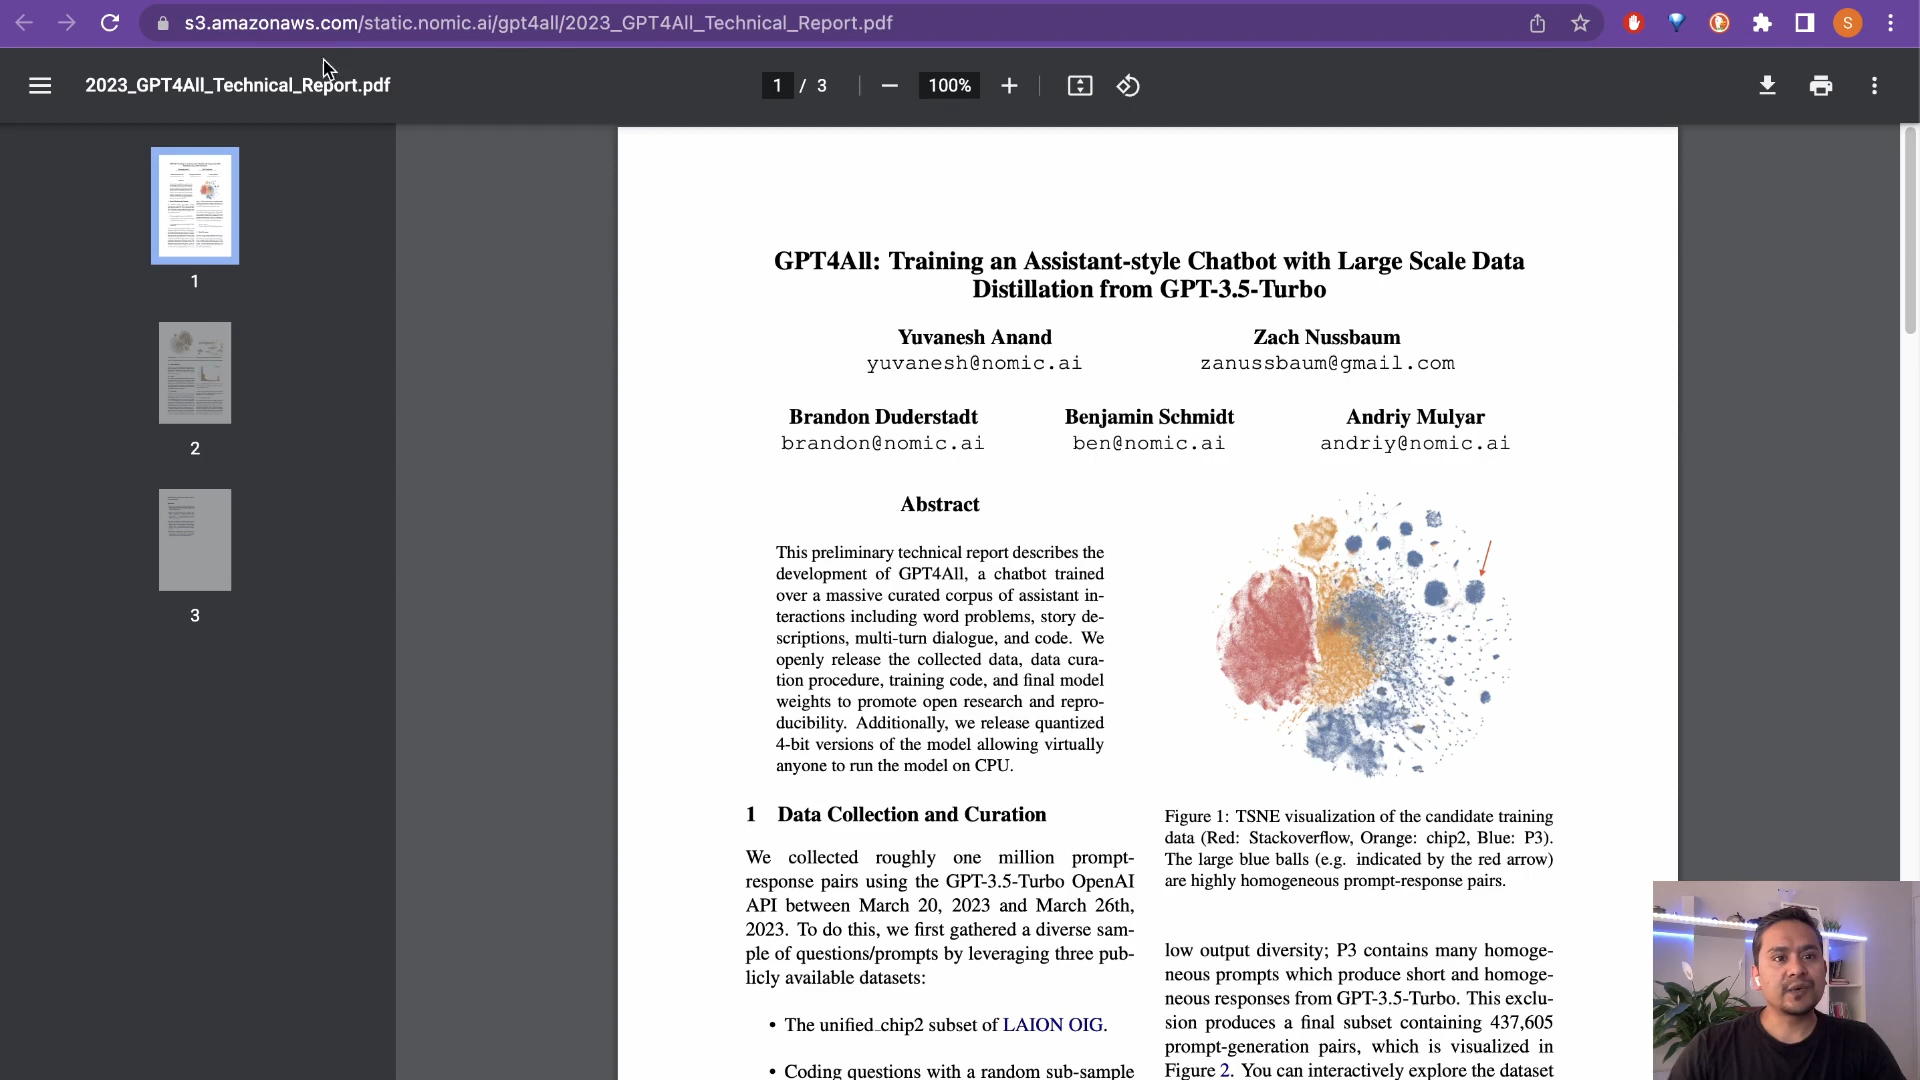 s3.amazonaws.com/static.nomic.ai/gpt4all/2023_GPT4All_Technical_Report.pdf
S
2023_GPT4All_Technical_Report.pdf
1 / 3
100%
1
2
3
GPT4All: Training an Assistant-style Chatbot with Large Scale Data
Distillation from GPT-3.5-Turbo
Yuvanesh Anand
yuvanesh@nomic.ai
Zach Nussbaum
zanussbaum@gmail.com
Brandon Duderstadt
brandon@nomic.ai
Benjamin Schmidt
ben@nomic.ai
Andriy Mulyar
andriy@nomic.ai
Abstract
This preliminary technical report describes the
development of GPT4All, a chatbot trained
over a massive curated corpus of assistant in-
teractions including word problems, story de-
scriptions, multi-turn dialogue, and code. We
openly release the collected data, data cura-
tion procedure, training code, and final model
weights to promote open research and repro-
ducibility. Additionally, we release quantized
4-bit versions of the model allowing virtually
anyone to run the model on CPU.
1 Data Collection and Curation
We collected roughly one million prompt-
response pairs using the GPT-3.5-Turbo OpenAI
API between March 20, 2023 and March 26th,
2023. To do this, we first gathered a diverse sam-
ple of questions/prompts by leveraging three pub-
licly available datasets:
• The unified_chip2 subset of LAION OIG.
• Coding questions with a random sub-sample
Figure 1: TSNE visualization of the candidate training
data (Red: Stackoverflow, Orange: chip2, Blue: P3).
The large blue balls (e.g. indicated by the red arrow)
are highly homogeneous prompt-response pairs.
low output diversity; P3 contains many homoge-
neous prompts which produce short and homoge-
neous responses from GPT-3.5-Turbo. This exclu-
sion produces a final subset containing 437,605
prompt-generation pairs, which is visualized in
Figure 2. You can interactively explore the dataset